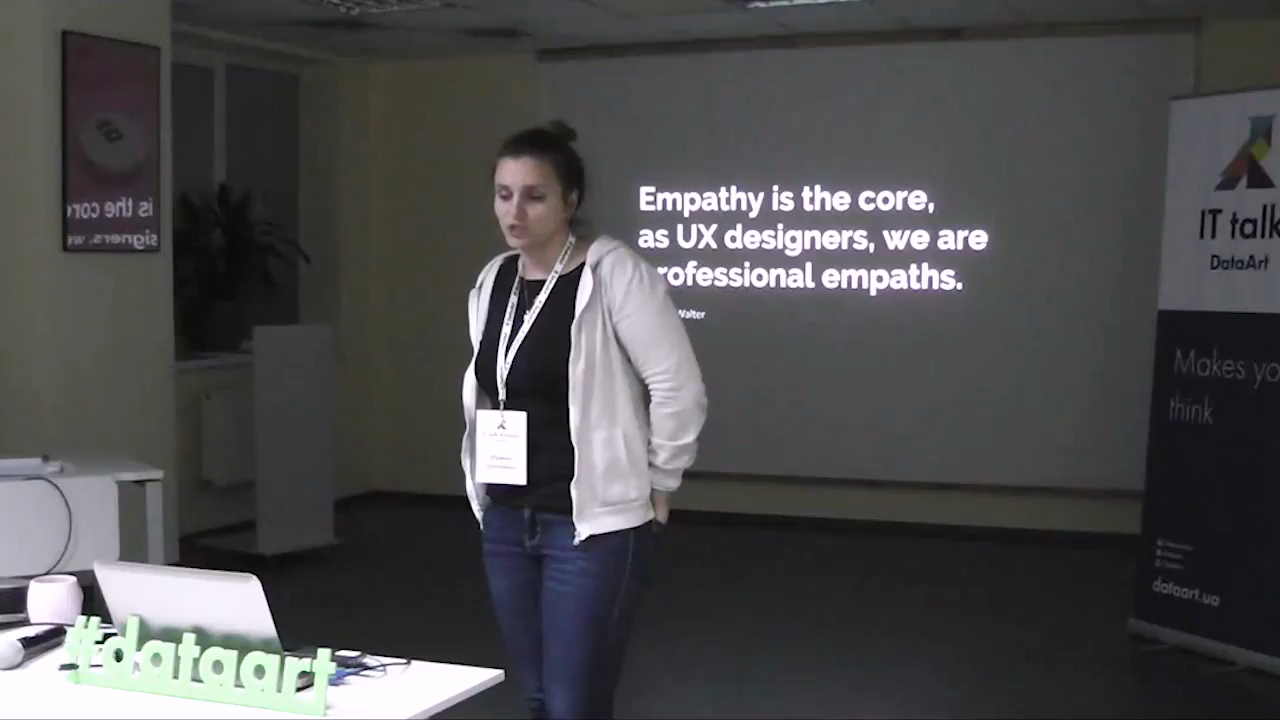 Empathy is the core,
as UX designers, we are
rofessional empaths.
Walter
IT talk
DataArt
Makes yo
think
dataart.ua
#dataart
is the cor
signers, w